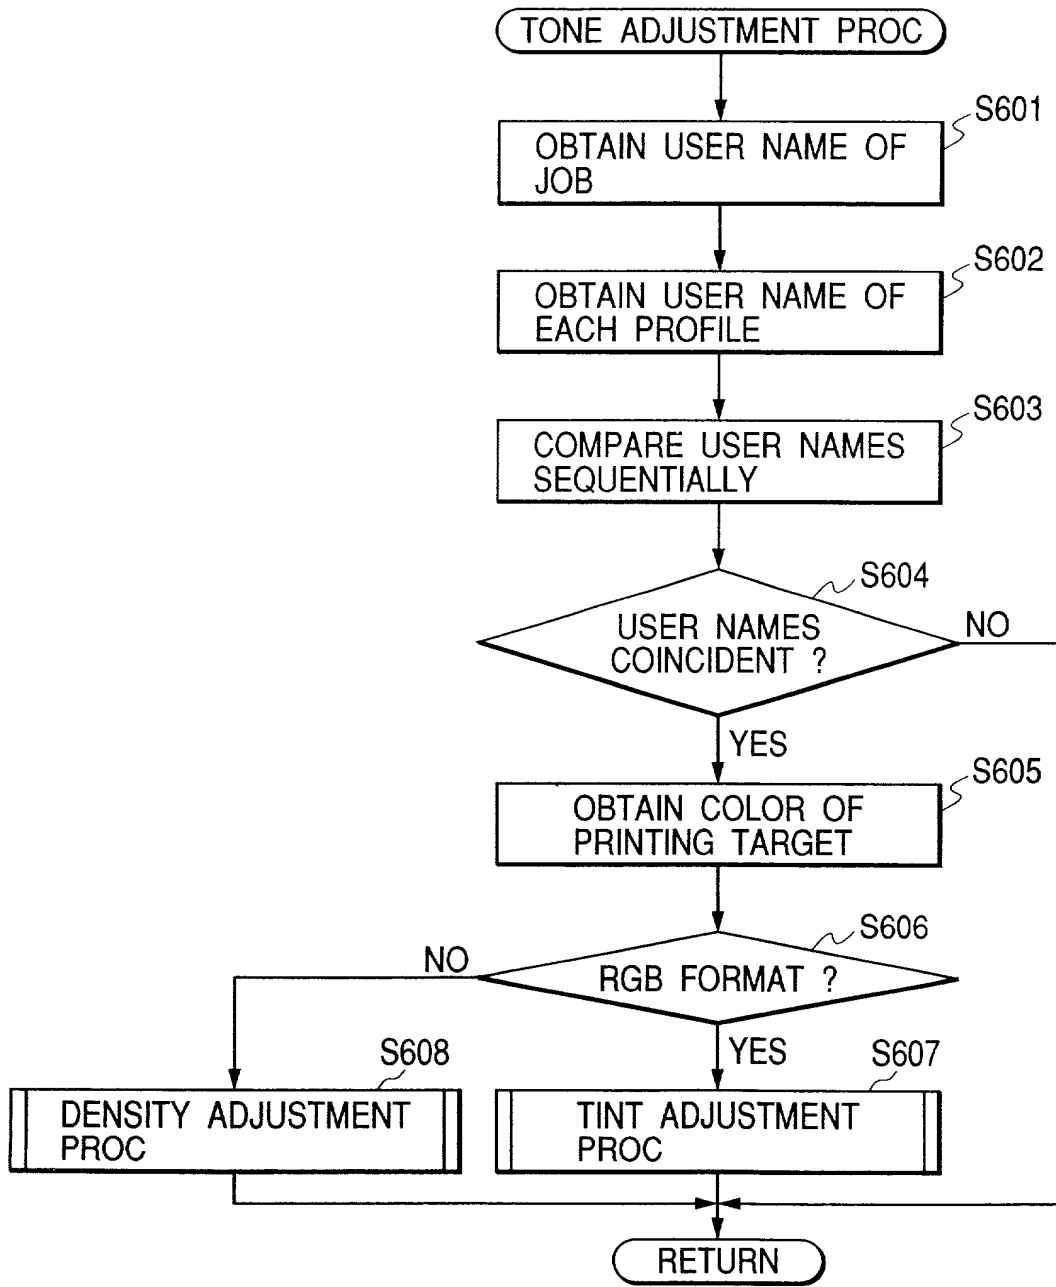 TONE ADJUSTMENT PROC
S601
OBTAIN USER NAME OF
JOB
S602
OBTAIN USER NAME OF
EACH PROFILE
S603
COMPARE USER NAMES
SEQUENTIALLY
S604
USER NAMES
COINCIDENT ?
NO
YES
S605
OBTAIN COLOR OF
PRINTING TARGET
S606
RGB FORMAT ?
NO
YES
S608
DENSITY ADJUSTMENT
PROC
S607
TINT ADJUSTMENT
PROC
RETURN